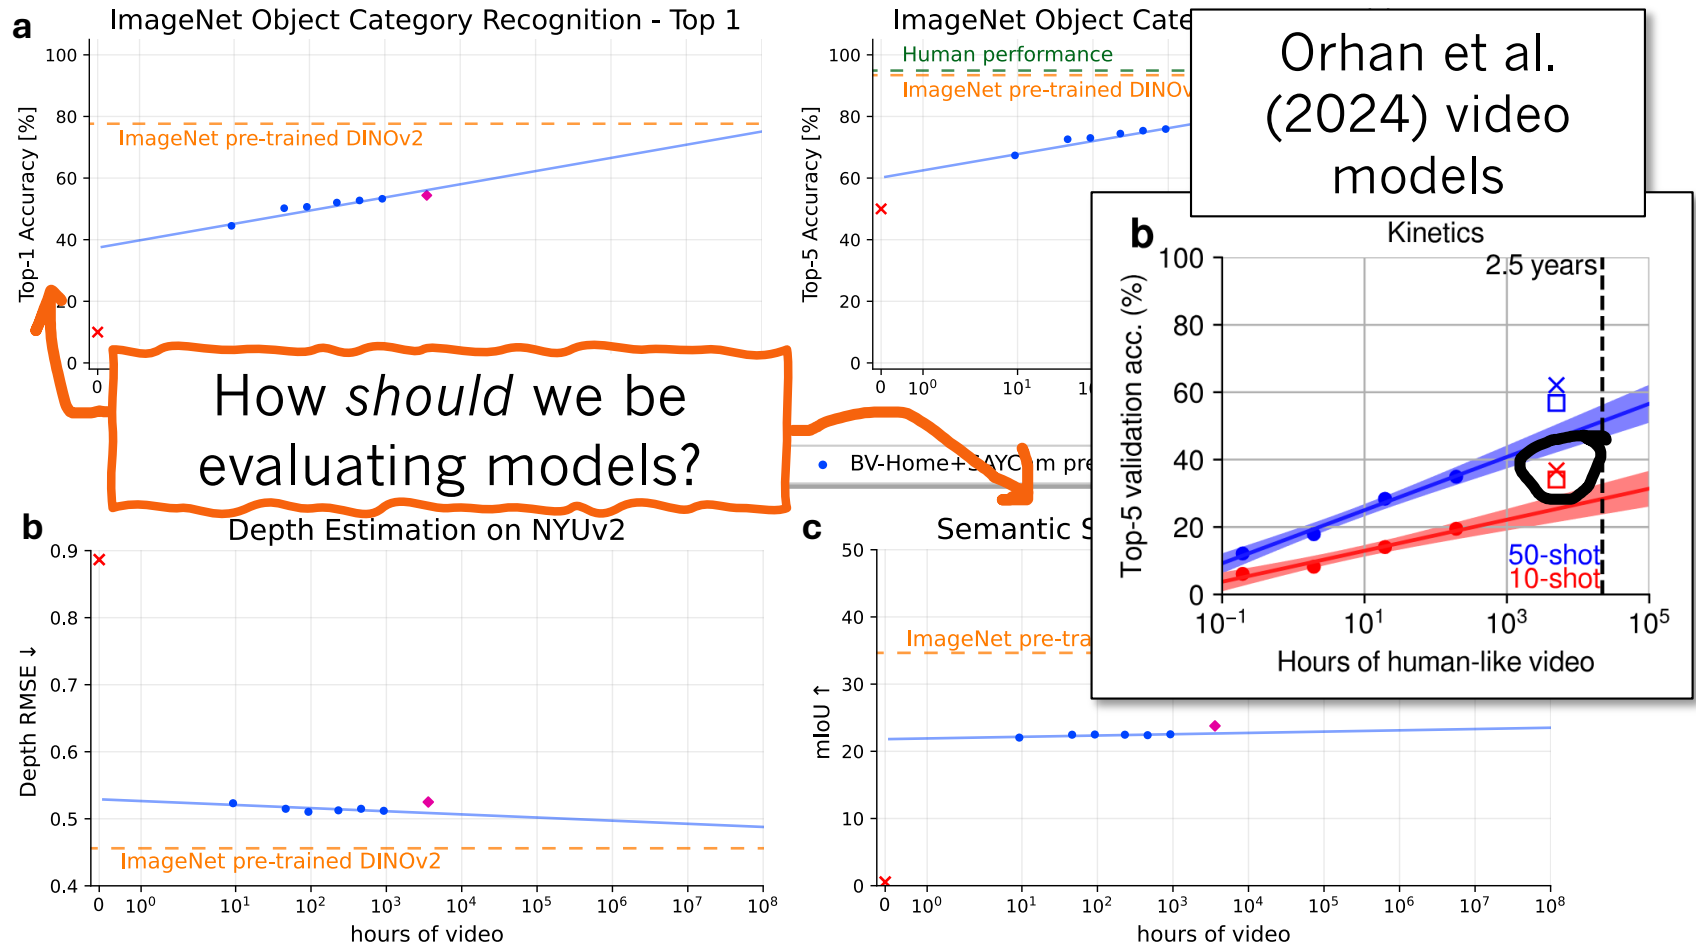 a
ImageNet Object Category Recognition - Top 1
Top-1 Accuracy [%]
100
80
60
40
20
0
ImageNet pre-trained DINOv2
0
ImageNet Object Cate
Top-5 Accuracy [%]
100
80
60
40
20
0
Human performance
ImageNet pre-trained DINOv
0 10⁰ 10¹
Orhan et al.
(2024) video
models
b
Kinetics
2.5 years
Top-5 validation acc. (%)
100
80
60
40
20
0
50-shot
10-shot
10⁻¹ 10¹ 10³ 10⁵
Hours of human-like video
How should we be
evaluating models?
BV-Home+SAYCam pre
b
Depth Estimation on NYUv2
Depth RMSE ↓
0.9
0.8
0.7
0.6
0.5
0.4
ImageNet pre-trained DINOv2
0 10⁰ 10¹ 10² 10³ 10⁴ 10⁵ 10⁶ 10⁷ 10⁸
hours of video
c
Semantic S
mIoU ↑
50
40
30
20
10
0
ImageNet pre-tra
0 10⁰ 10¹ 10² 10³ 10⁴ 10⁵ 10⁶ 10⁷ 10⁸
hours of video